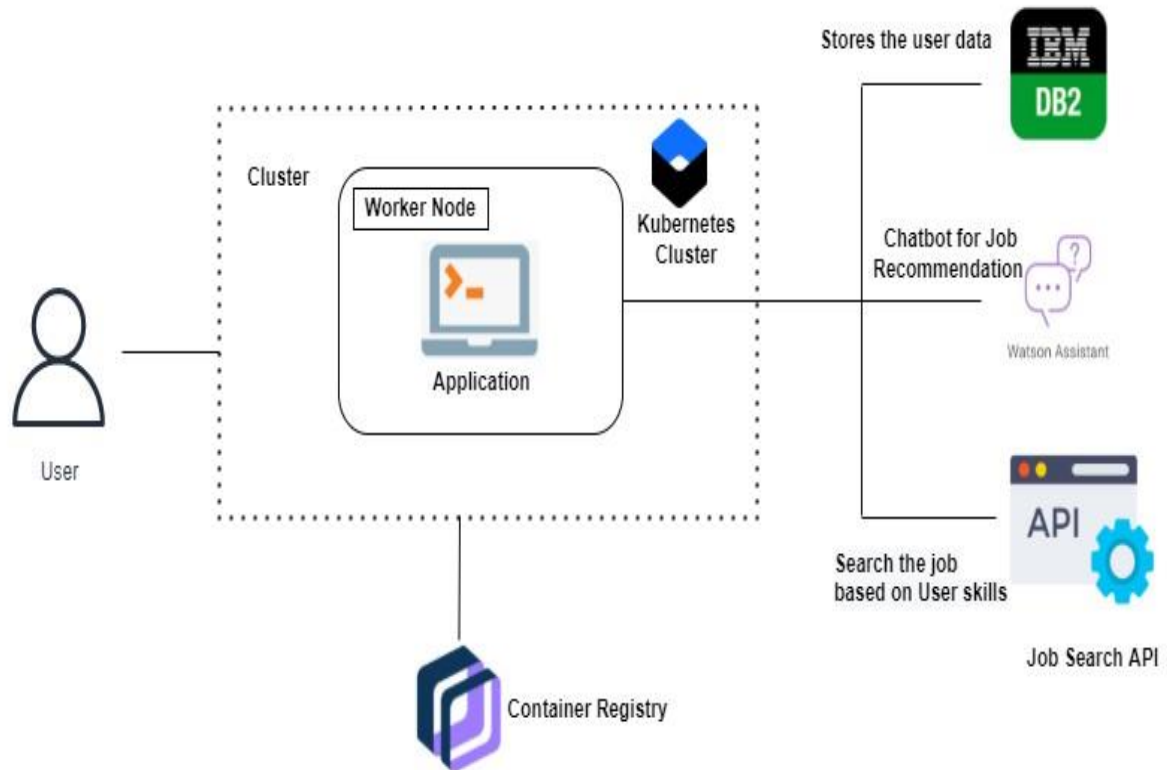 Stores the user data
IBM
DB2
Cluster
Worker Node
Kubernetes
Cluster
Application
Chatbot for Job
Recommendation
?
Watson Assistant
User
API
Search the job
based on User skills
Job Search API
Container Registry